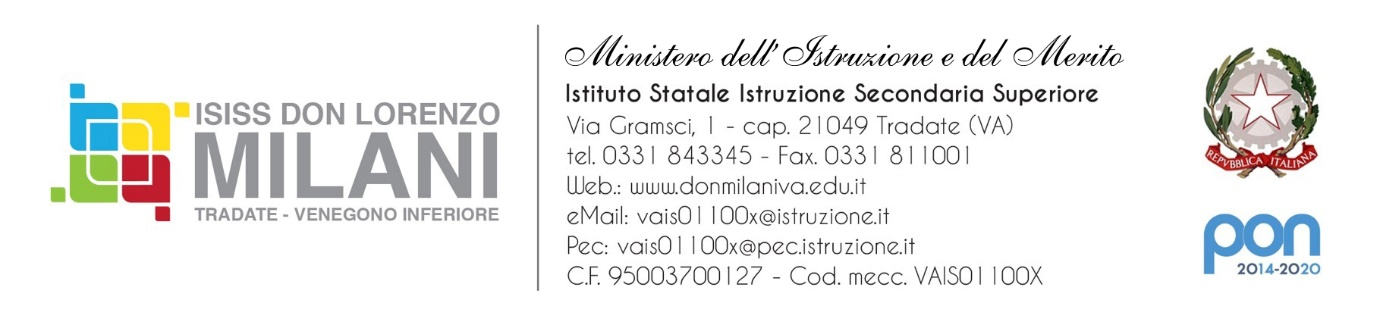 ISISS DON LORENZO
MILANI
TRADATE - VENEGONO INFERIORE
Ministero dell'Istruzione e del Merito
Istituto Statale Istruzione Secondaria Superiore
Via Gramsci, 1 - cap. 21049 Tradate (VA)
tel. 0331 843345 - Fax. 0331 811001
Web.: www.donmilaniva.edu.it
eMail: vais01100x@istruzione.it
Pec: vais01100x@pec.istruzione.it
C.F. 95003700127 - Cod. mecc. VAIS01100X
REPVBBLICA ITALIANA
pon
2014-2020